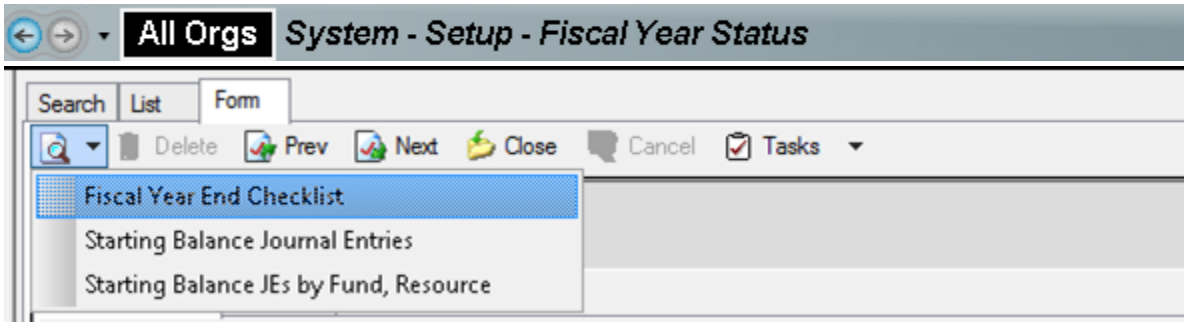 All Orgs System - Setup - Fiscal Year Status
Search List Form
Delete Prev Next Close Cancel Tasks
Fiscal Year End Checklist
Starting Balance Journal Entries
Starting Balance JEs by Fund, Resource